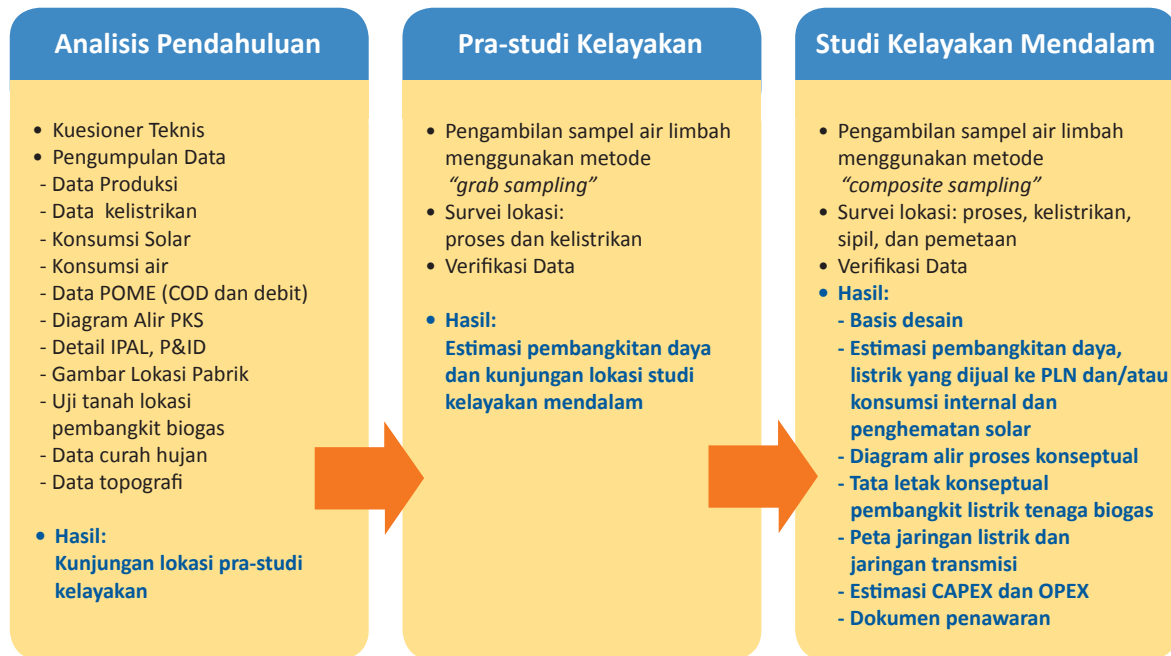 Analisis Pendahuluan
• Kuesioner Teknis
• Pengumpulan Data
- Data Produksi
- Data kelistrikan
- Konsumsi Solar
- Konsumsi air
- Data POME (COD dan debit)
- Diagram Alir PKS
- Detail IPAL, P&ID
- Gambar Lokasi Pabrik
- Uji tanah lokasi
pembangkit biogas
- Data curah hujan
- Data topografi
• Hasil:
Kunjungan lokasi pra-studi
kelayakan
Pra-studi Kelayakan
• Pengambilan sampel air limbah
menggunakan metode
“grab sampling”
• Survei lokasi:
proses dan kelistrikan
• Verifikasi Data
• Hasil:
Estimasi pembangkitan daya
dan kunjungan lokasi studi
kelayakan mendalam
Studi Kelayakan Mendalam
• Pengambilan sampel air limbah
menggunakan metode
“composite sampling”
• Survei lokasi: proses, kelistrikan,
sipil, dan pemetaan
• Verifikasi Data
• Hasil:
- Basis desain
- Estimasi pembangkitan daya,
listrik yang dijual ke PLN dan/atau
konsumsi internal dan
penghematan solar
- Diagram alir proses konseptual
- Tata letak konseptual
pembangkit listrik tenaga biogas
- Peta jaringan listrik dan
jaringan transmisi
- Estimasi CAPEX dan OPEX
- Dokumen penawaran